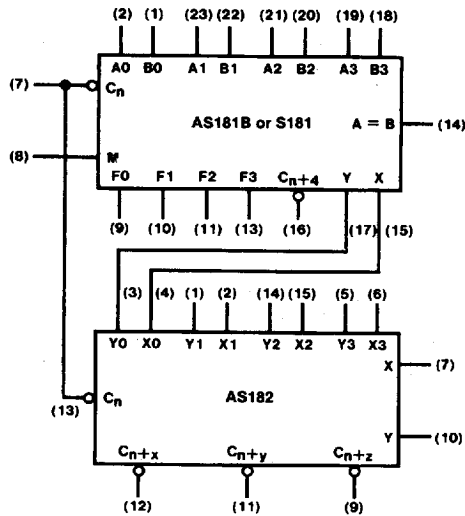 (2) (1) (23) (22) (21) (20) (19) (18)
A0 B0 A1 B1 A2 B2 A3 B3
(7) Cn
AS181B or S181 A = B (14)
(8) M
F0 F1 F2 F3 Cn+4 Y X
(9) (10) (11) (13) (16) (17) (15)
(3) (4) (1) (2) (14) (15) (5) (6)
Y0 X0 Y1 X1 Y2 X2 Y3 X3
X (7)
(13) Cn AS182
Y (10)
Cn+x Cn+y Cn+z
(12) (11) (9)